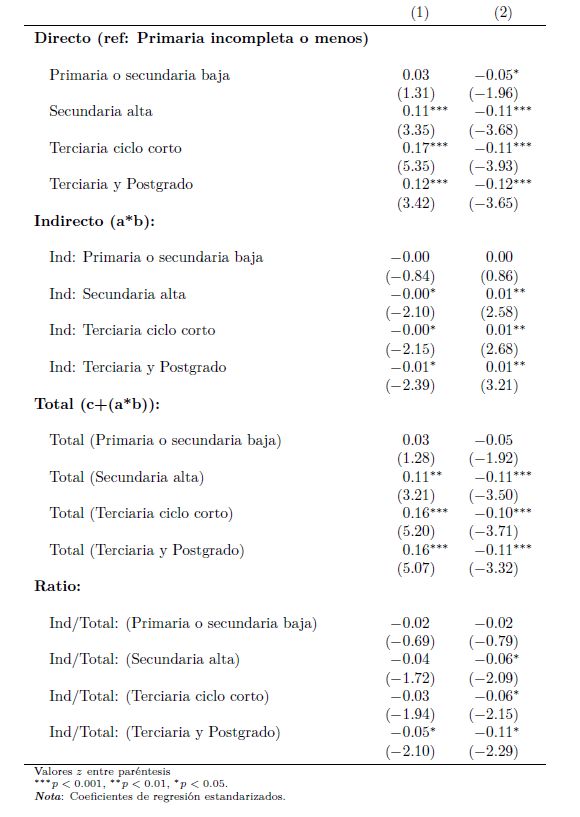 (1) (2)
Directo (ref: Primaria incompleta o menos)
Primaria o secundaria baja 0.03 −0.05*
(1.31) (−1.96)
Secundaria alta 0.11*** −0.11***
(3.35) (−3.68)
Terciaria ciclo corto 0.17*** −0.11***
(5.35) (−3.93)
Terciaria y Postgrado 0.12*** −0.12***
(3.42) (−3.65)
Indirecto (a*b):
Ind: Primaria o secundaria baja −0.00 0.00
(−0.84) (0.86)
Ind: Secundaria alta −0.00* 0.01**
(−2.10) (2.58)
Ind: Terciaria ciclo corto −0.00* 0.01**
(−2.15) (2.68)
Ind: Terciaria y Postgrado −0.01* 0.01**
(−2.39) (3.21)
Total (c+(a*b)):
Total (Primaria o secundaria baja) 0.03 −0.05
(1.28) (−1.92)
Total (Secundaria alta) 0.11** −0.11***
(3.21) (−3.50)
Total (Terciaria ciclo corto) 0.16*** −0.10***
(5.20) (−3.71)
Total (Terciaria y Postgrado) 0.16*** −0.11***
(5.07) (−3.32)
Ratio:
Ind/Total: (Primaria o secundaria baja) −0.02 −0.02
(−0.69) (−0.79)
Ind/Total: (Secundaria alta) −0.04 −0.06*
(−1.72) (−2.09)
Ind/Total: (Terciaria ciclo corto) −0.03 −0.06*
(−1.94) (−2.15)
Ind/Total: (Terciaria y Postgrado) −0.05* −0.11*
(−2.10) (−2.29)
Valores z entre paréntesis
***p < 0.001, **p < 0.01, *p < 0.05.
Nota: Coeficientes de regresión estandarizados.